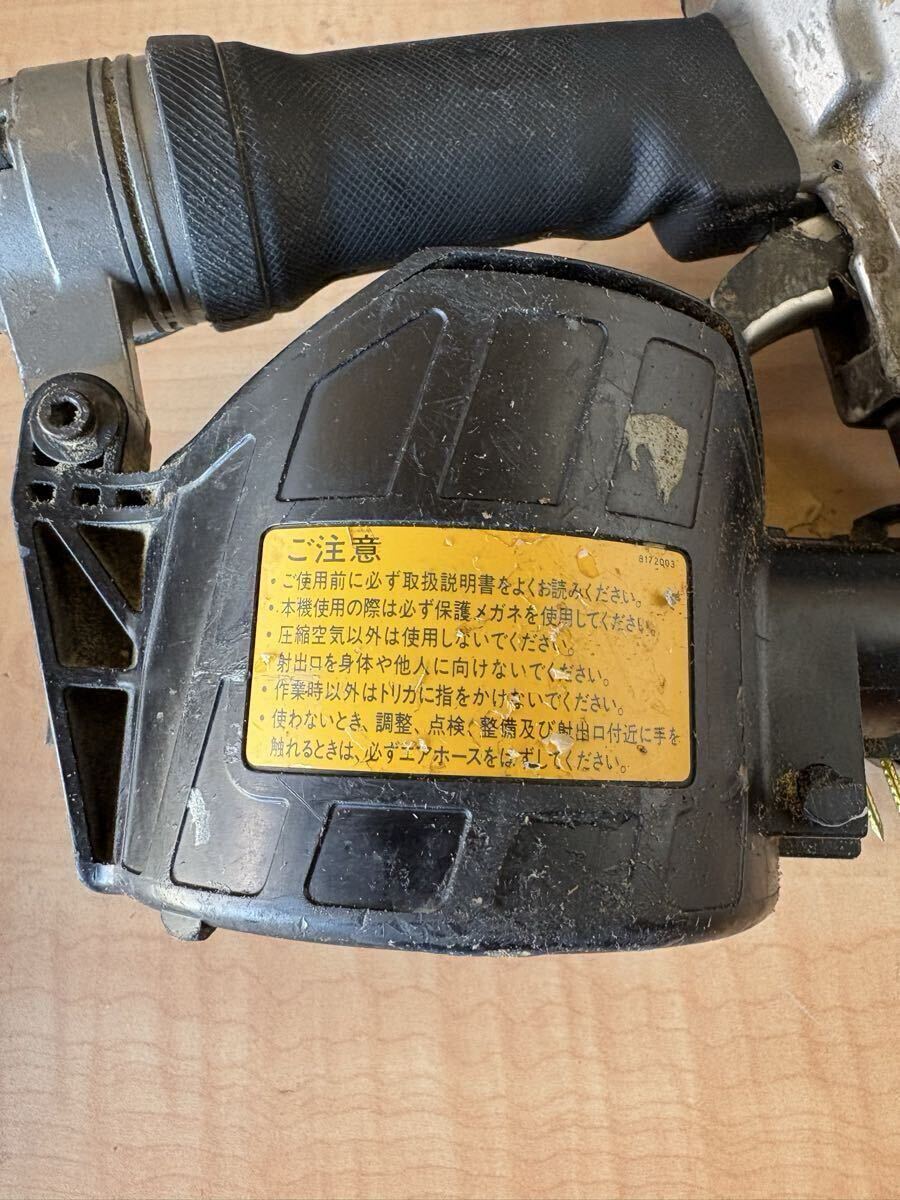 ご注意
8172003
・ご使用前に必ず取扱説明書をよくお読みください。
・本機使用の際は必ず保護メガネを使用してください。
・圧縮空気以外は使用しないでください。
射出口を身体や他人に向けないでください。
・作業時以外はトリガに指をかけないでください。
・使わないとき、調整、点検、整備及び射出口付近に手を
触れるときは、必ずエアホースをはずしてください。